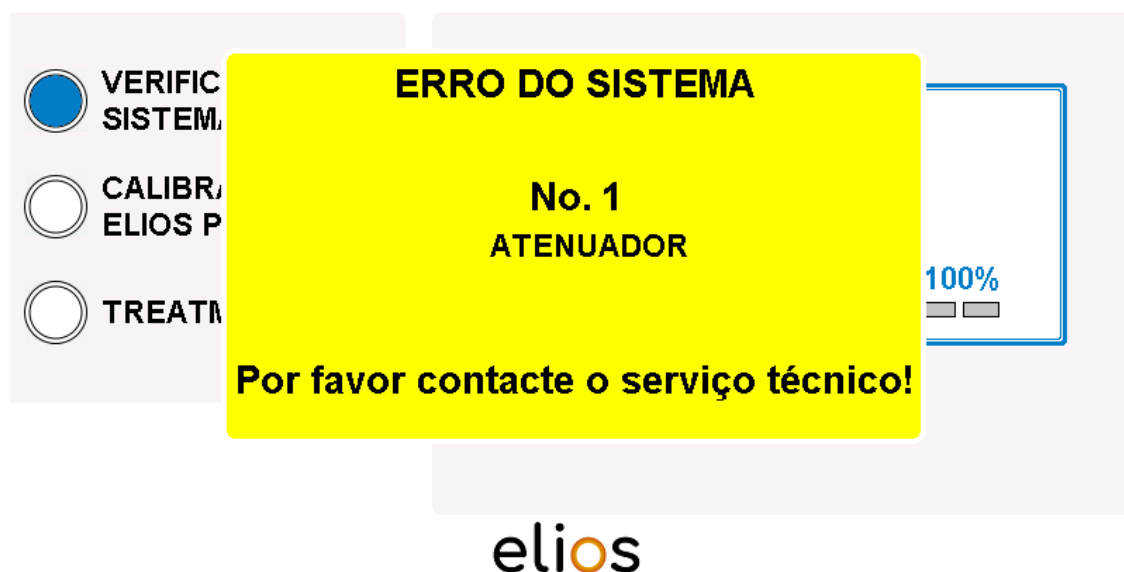 VERIFIC
SISTEMA
CALIBRA
ELIOS P
TREATM
ERRO DO SISTEMA
No. 1
ATENUADOR
Por favor contacte o serviço técnico!
100%
elios